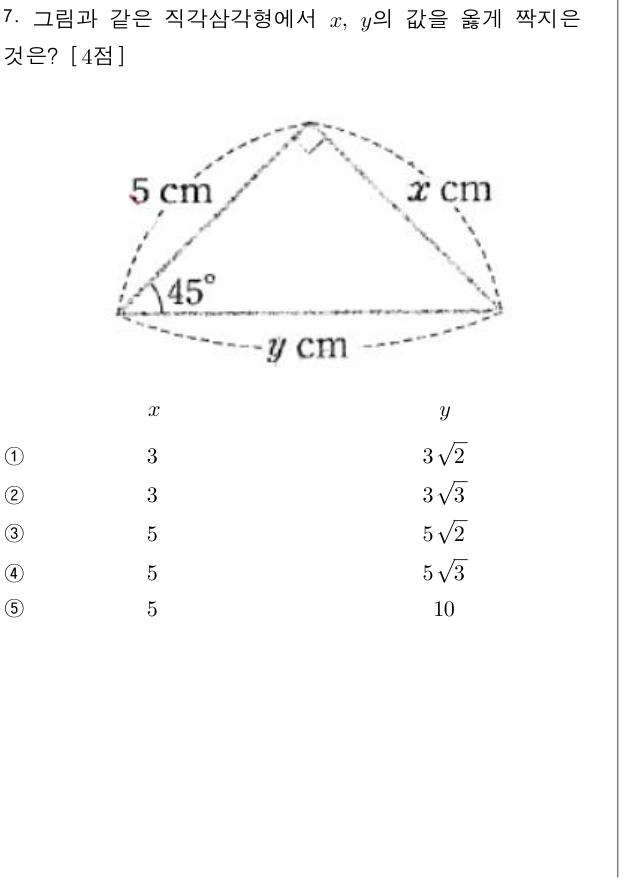 7. 그림과 같은 직각삼각형에서 x, y의 값을 옳게 짝지은
것은? [4점]
5 cm
x cm
45°
y cm
x y
① 3 3√2
② 3 3√3
③ 5 5√2
④ 5 5√3
⑤ 5 10